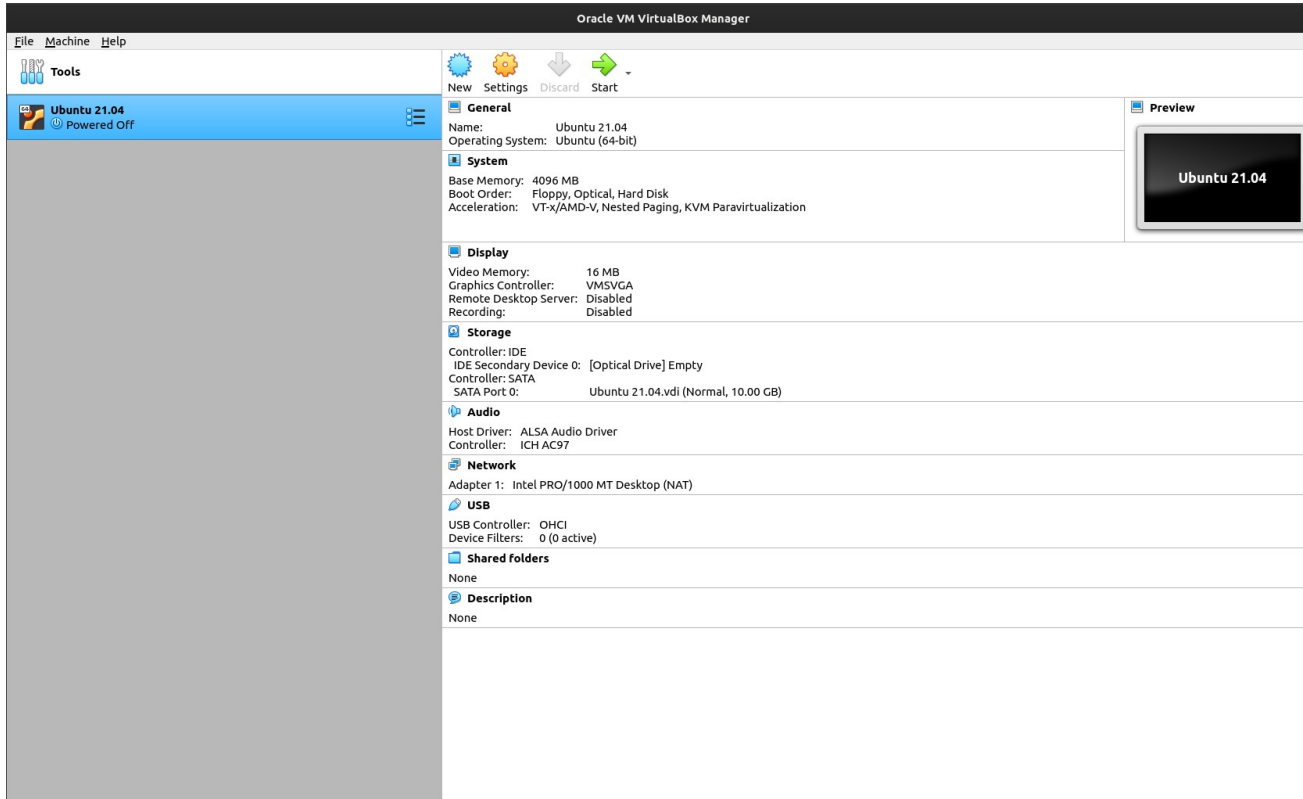 Oracle VM VirtualBox Manager
File Machine Help
Tools
New Settings Discard Start
64
Ubuntu 21.04
Powered Off
General
Name: Ubuntu 21.04
Operating System: Ubuntu (64-bit)
Preview
Ubuntu 21.04
System
Base Memory: 4096 MB
Boot Order: Floppy, Optical, Hard Disk
Acceleration: VT-x/AMD-V, Nested Paging, KVM Paravirtualization
Display
Video Memory: 16 MB
Graphics Controller: VMSVGA
Remote Desktop Server: Disabled
Recording: Disabled
Storage
Controller: IDE
IDE Secondary Device 0: [Optical Drive] Empty
Controller: SATA
SATA Port 0: Ubuntu 21.04.vdi (Normal, 10.00 GB)
Audio
Host Driver: ALSA Audio Driver
Controller: ICH AC97
Network
Adapter 1: Intel PRO/1000 MT Desktop (NAT)
USB
USB Controller: OHCI
Device Filters: 0 (0 active)
Shared folders
None
Description
None